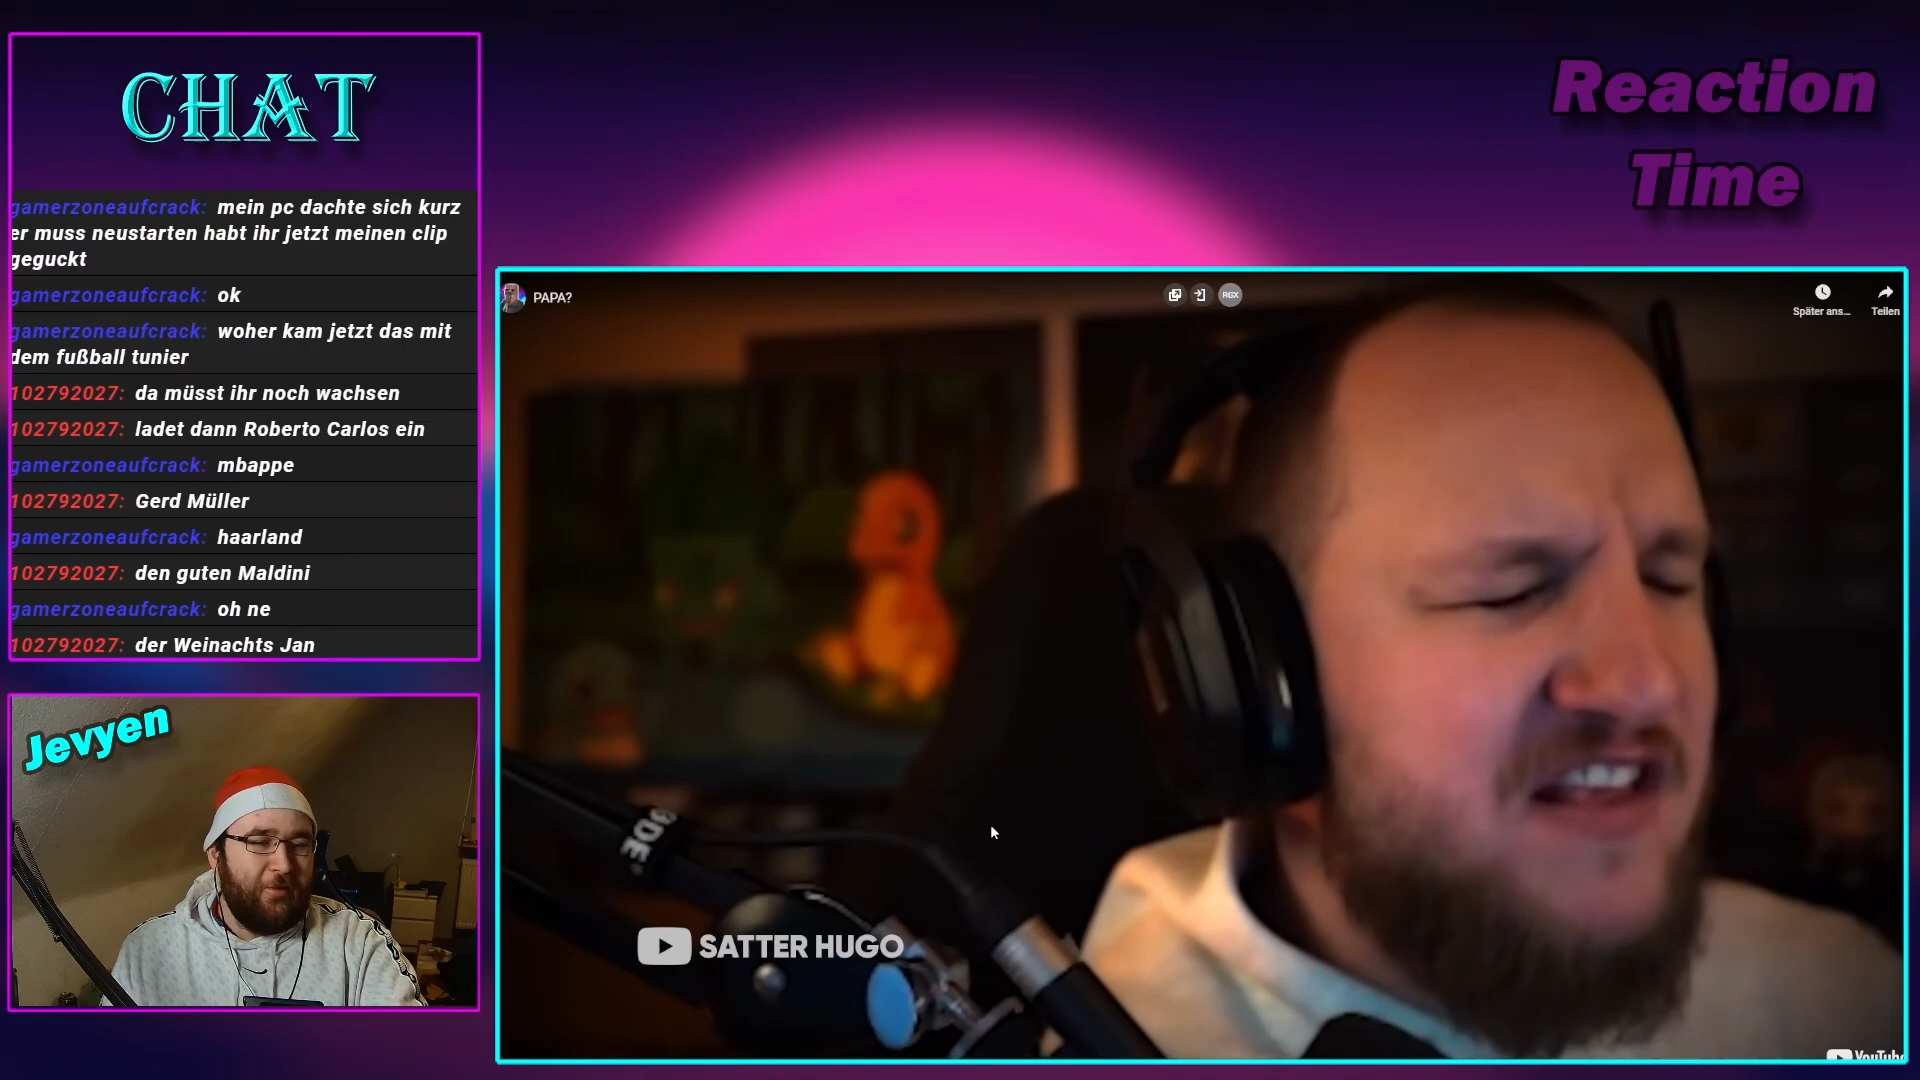 CHAT
gamerzoneaufcrack: mein pc dachte sich kurz
er muss neustarten habt ihr jetzt meinen clip
geguckt
gamerzoneaufcrack: ok
gamerzoneaufcrack: woher kam jetzt das mit
dem fußball tunier
102792027: da müsst ihr noch wachsen
102792027: ladet dann Roberto Carlos ein
gamerzoneaufcrack: mbappe
102792027: Gerd Müller
gamerzoneaufcrack: haarland
102792027: den guten Maldini
gamerzoneaufcrack: oh ne
102792027: der Weinachts Jan
Jevyen
Reaction
Time
PAPA?
RGX
Später ans...
Teilen
SATTER HUGO
YouTube